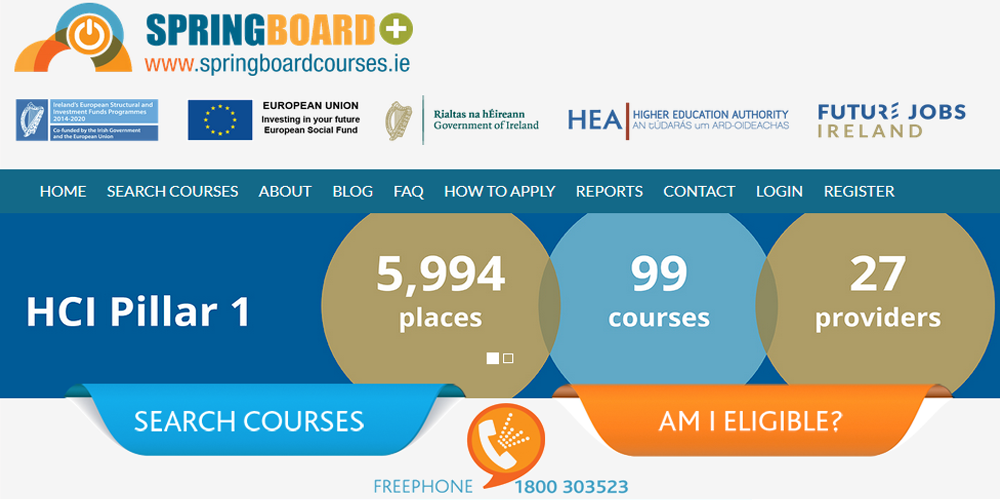 SPRINGBOARD+
www.springboardcourses.ie
Ireland's European Structural and
Investment Funds Programmes
2014-2020
Co-funded by the Irish Government
and the European Union
EUROPEAN UNION
Investing in your future
European Social Fund
Rialtas na hÉireann
Government of Ireland
HEA HIGHER EDUCATION AUTHORITY
AN tÚDARÁS um ARD-OIDEACHAS
FUTURE JOBS
IRELAND
HOME SEARCH COURSES ABOUT BLOG FAQ HOW TO APPLY REPORTS CONTACT LOGIN REGISTER
HCI Pillar 1
5,994
places
99
courses
27
providers
SEARCH COURSES
AM I ELIGIBLE?
FREEPHONE 1800 303523